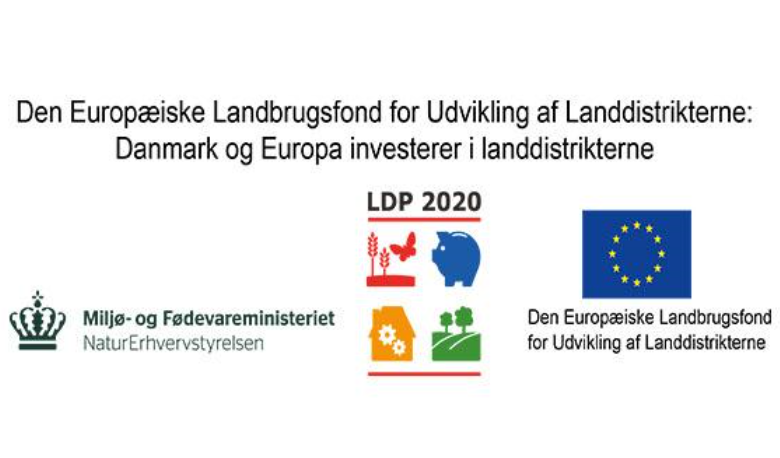 Den Europæiske Landbrugsfond for Udvikling af Landdistrikterne:
Danmark og Europa investerer i landdistrikterne
LDP 2020
Miljø- og Fødevareministeriet
NaturErhvervstyrelsen
Den Europæiske Landbrugsfond
for Udvikling af Landdistrikterne